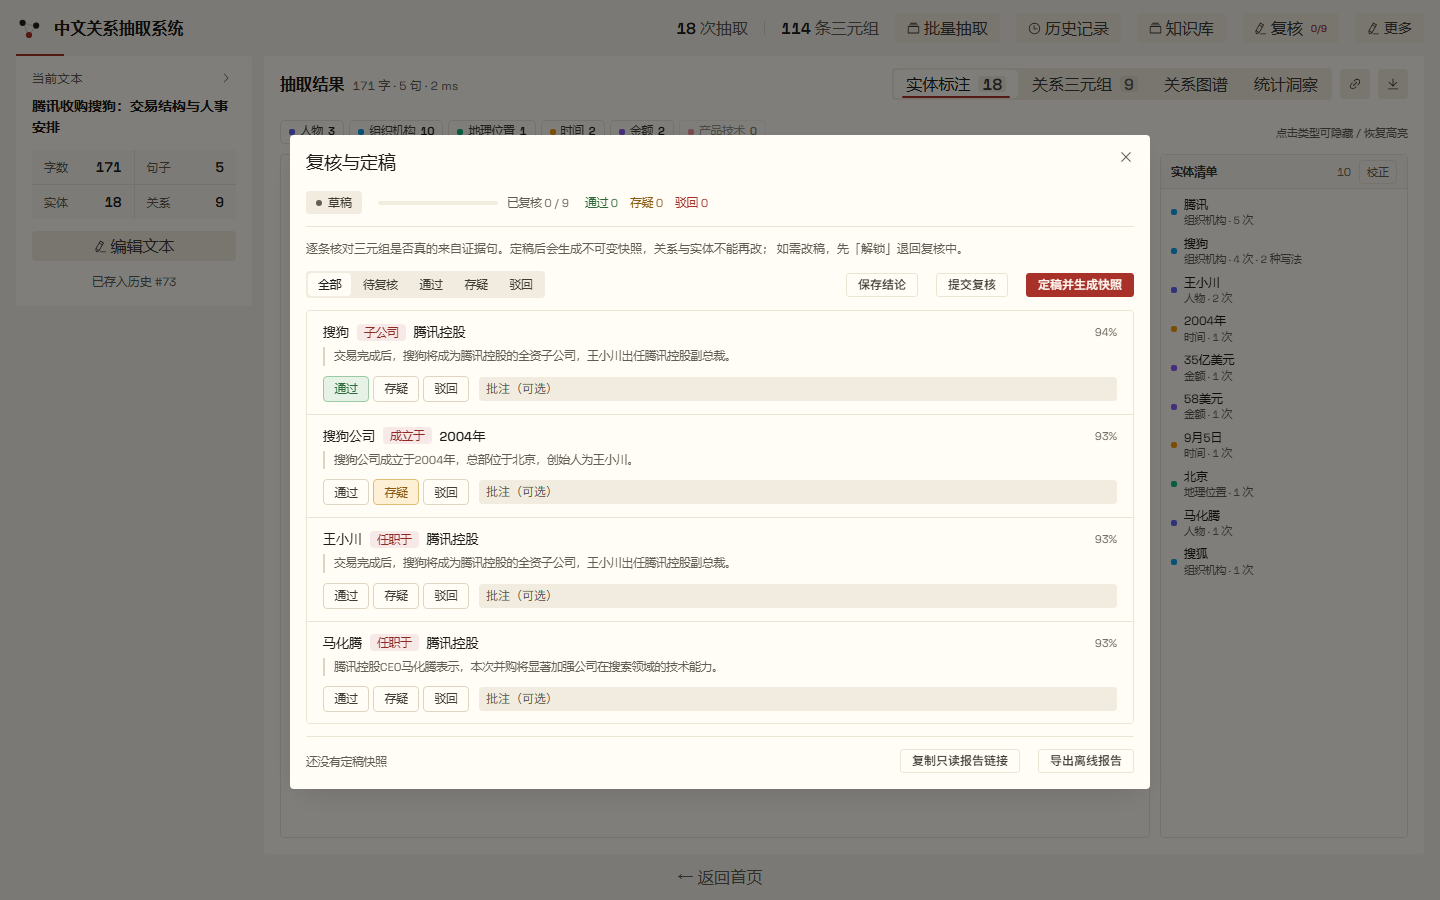 中文关系抽取系统
18 次抽取
114 条三元组
批量抽取
历史记录
知识库
复核 0/9
更多
当前文本
腾讯收购搜狗：交易结构与人事
安排
字数 171 句子 5
实体 18 关系 9
编辑文本
已存入历史 #73
抽取结果 171 字 · 5 句 · 2 ms
实体标注 18
关系三元组 9
关系图谱
统计洞察
人物 3
组织机构 10
地理位置 1
时间 2
金额 2
产品技术 0
点击类型可隐藏 / 恢复高亮
复核与定稿
草稿
已复核 0 / 9 通过 0 存疑 0 驳回 0
逐条核对三元组是否真的来自证据句。定稿后会生成不可变快照，关系与实体不能再改； 如需改稿，先「解锁」退回复核中。
全部 待复核 通过 存疑 驳回
保存结论
提交复核
定稿并生成快照
搜狗 子公司 腾讯控股 94%
交易完成后，搜狗将成为腾讯控股的全资子公司，王小川出任腾讯控股副总裁。
通过 存疑 驳回 批注（可选）
搜狗公司 成立于 2004年 93%
搜狗公司成立于2004年，总部位于北京，创始人为王小川。
通过 存疑 驳回 批注（可选）
王小川 任职于 腾讯控股 93%
交易完成后，搜狗将成为腾讯控股的全资子公司，王小川出任腾讯控股副总裁。
通过 存疑 驳回 批注（可选）
马化腾 任职于 腾讯控股 93%
腾讯控股CEO马化腾表示，本次并购将显著加强公司在搜索领域的技术能力。
通过 存疑 驳回 批注（可选）
还没有定稿快照
复制只读报告链接
导出离线报告
实体清单 10 校正
腾讯
组织机构 · 5 次
搜狗
组织机构 · 4 次 · 2 种写法
王小川
人物 · 2 次
2004年
时间 · 1 次
35亿美元
金额 · 1 次
58美元
金额 · 1 次
9月5日
时间 · 1 次
北京
地理位置 · 1 次
马化腾
人物 · 1 次
搜狐
组织机构 · 1 次
← 返回首页